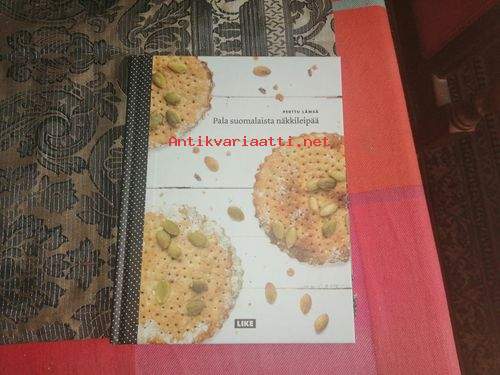 PERTTU LÄMSÄ
Pala suomalaista näkkileipää
Antikvariaatti.net
LIKE